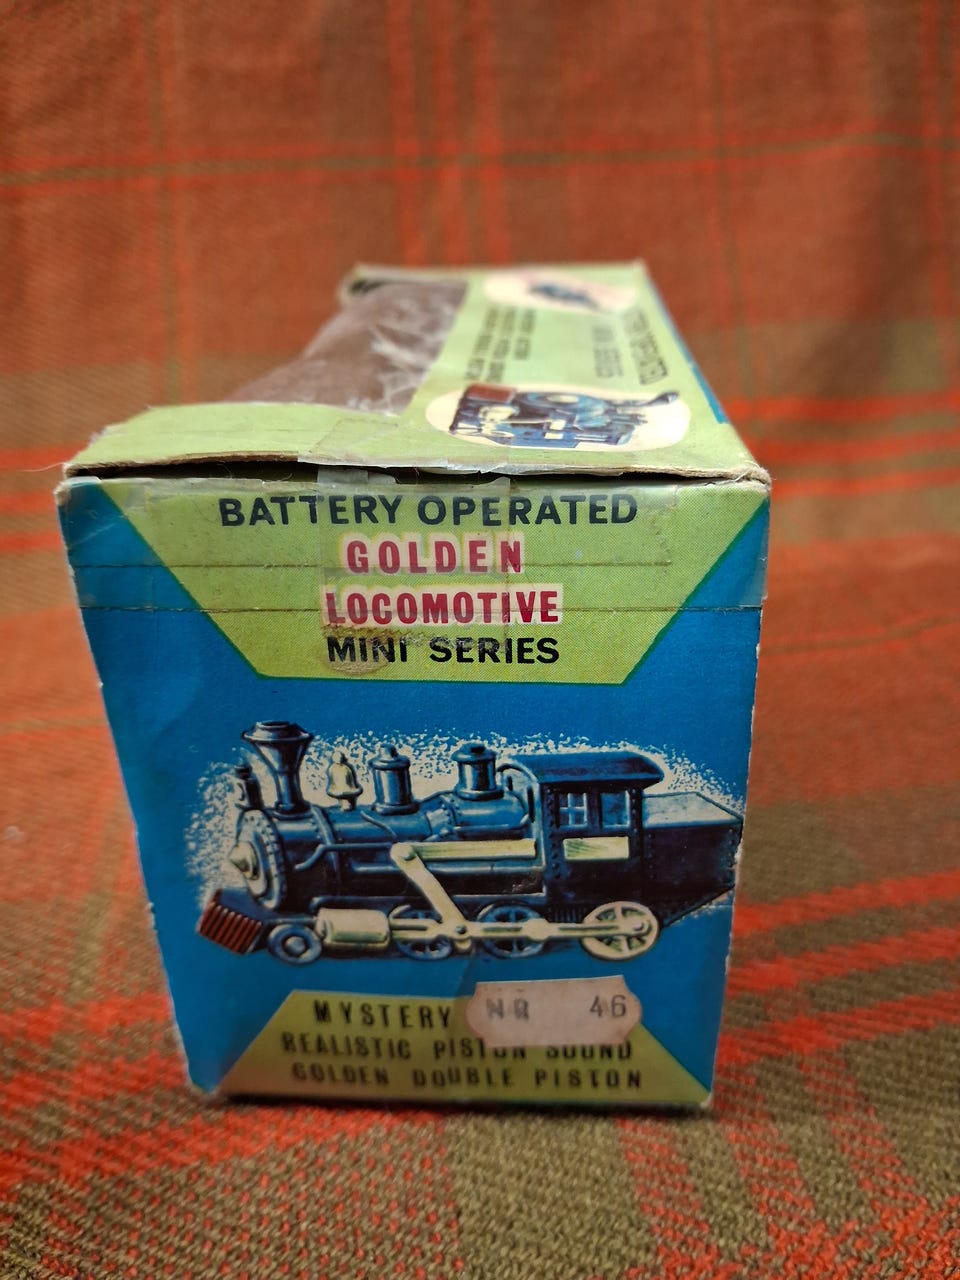 BATTERY OPERATED
GOLDEN
LOCOMOTIVE
MINI SERIES
MYSTERY
NR 46
REALISTIC PISTON SOUND
GOLDEN DOUBLE PISTON